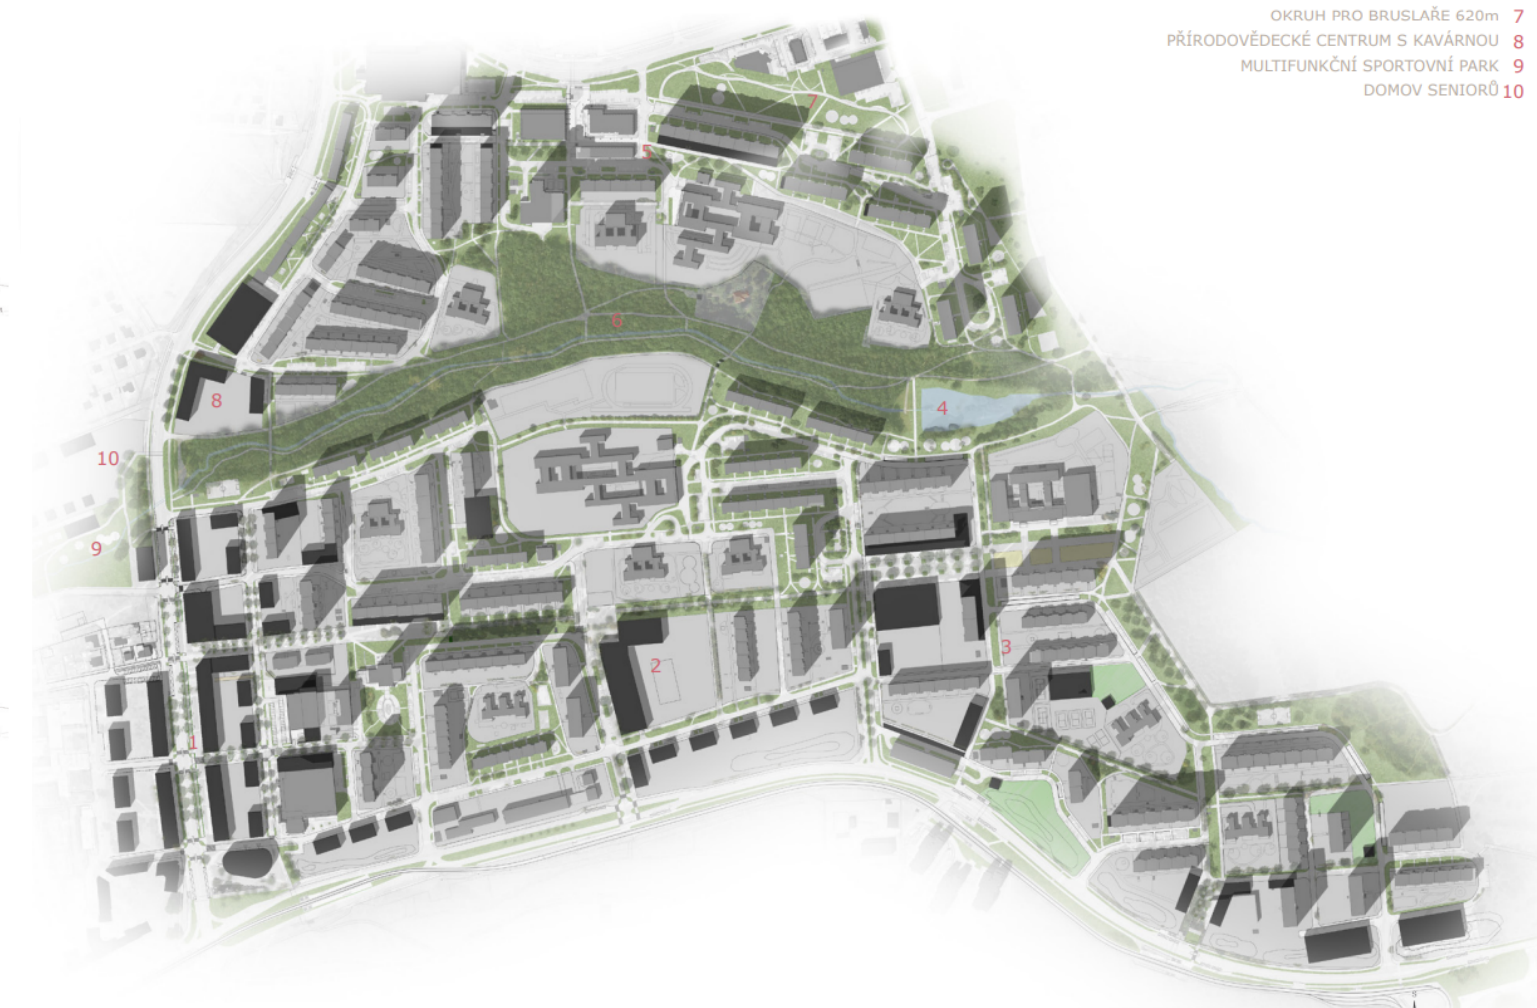 OKRUH PRO BRUSLAŘE 620m 7
PŘÍRODOVĚDECKÉ CENTRUM S KAVÁRNOU 8
MULTIFUNKČNÍ SPORTOVNÍ PARK 9
DOMOV SENIORŮ 10
7
5
6
8
4
10
9
2
3
1
S